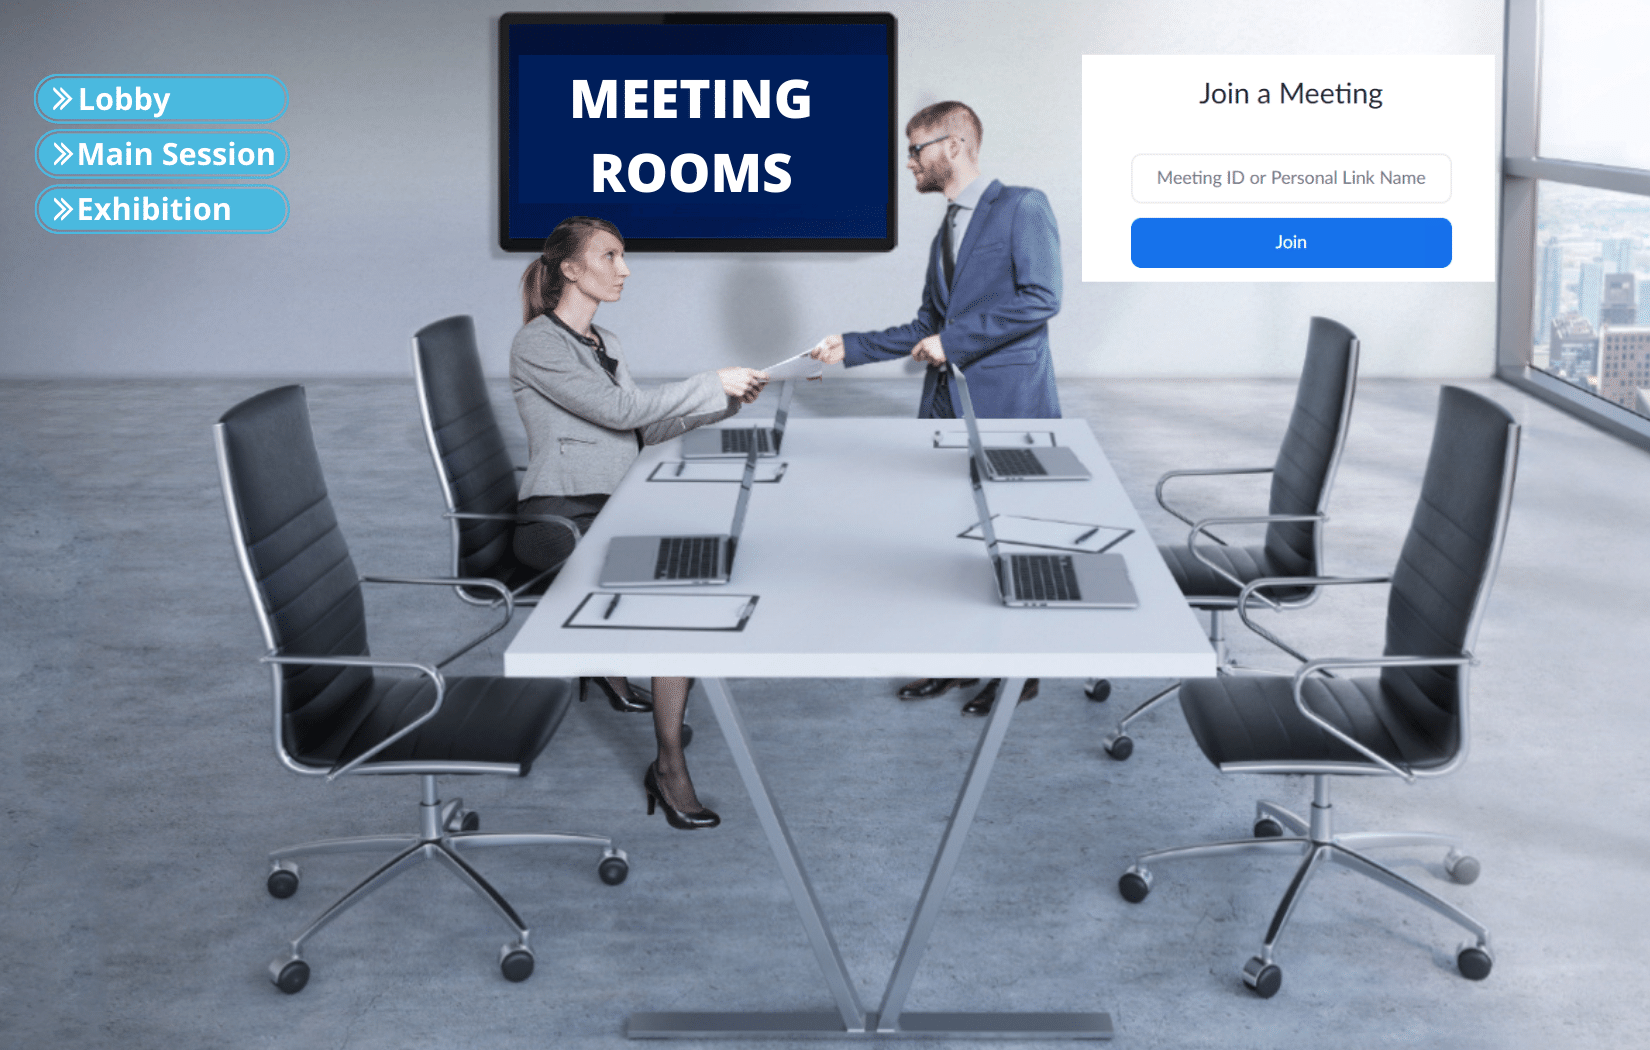 Lobby
Main Session
Exhibition
MEETING
ROOMS
Join a Meeting
Meeting ID or Personal Link Name
Join